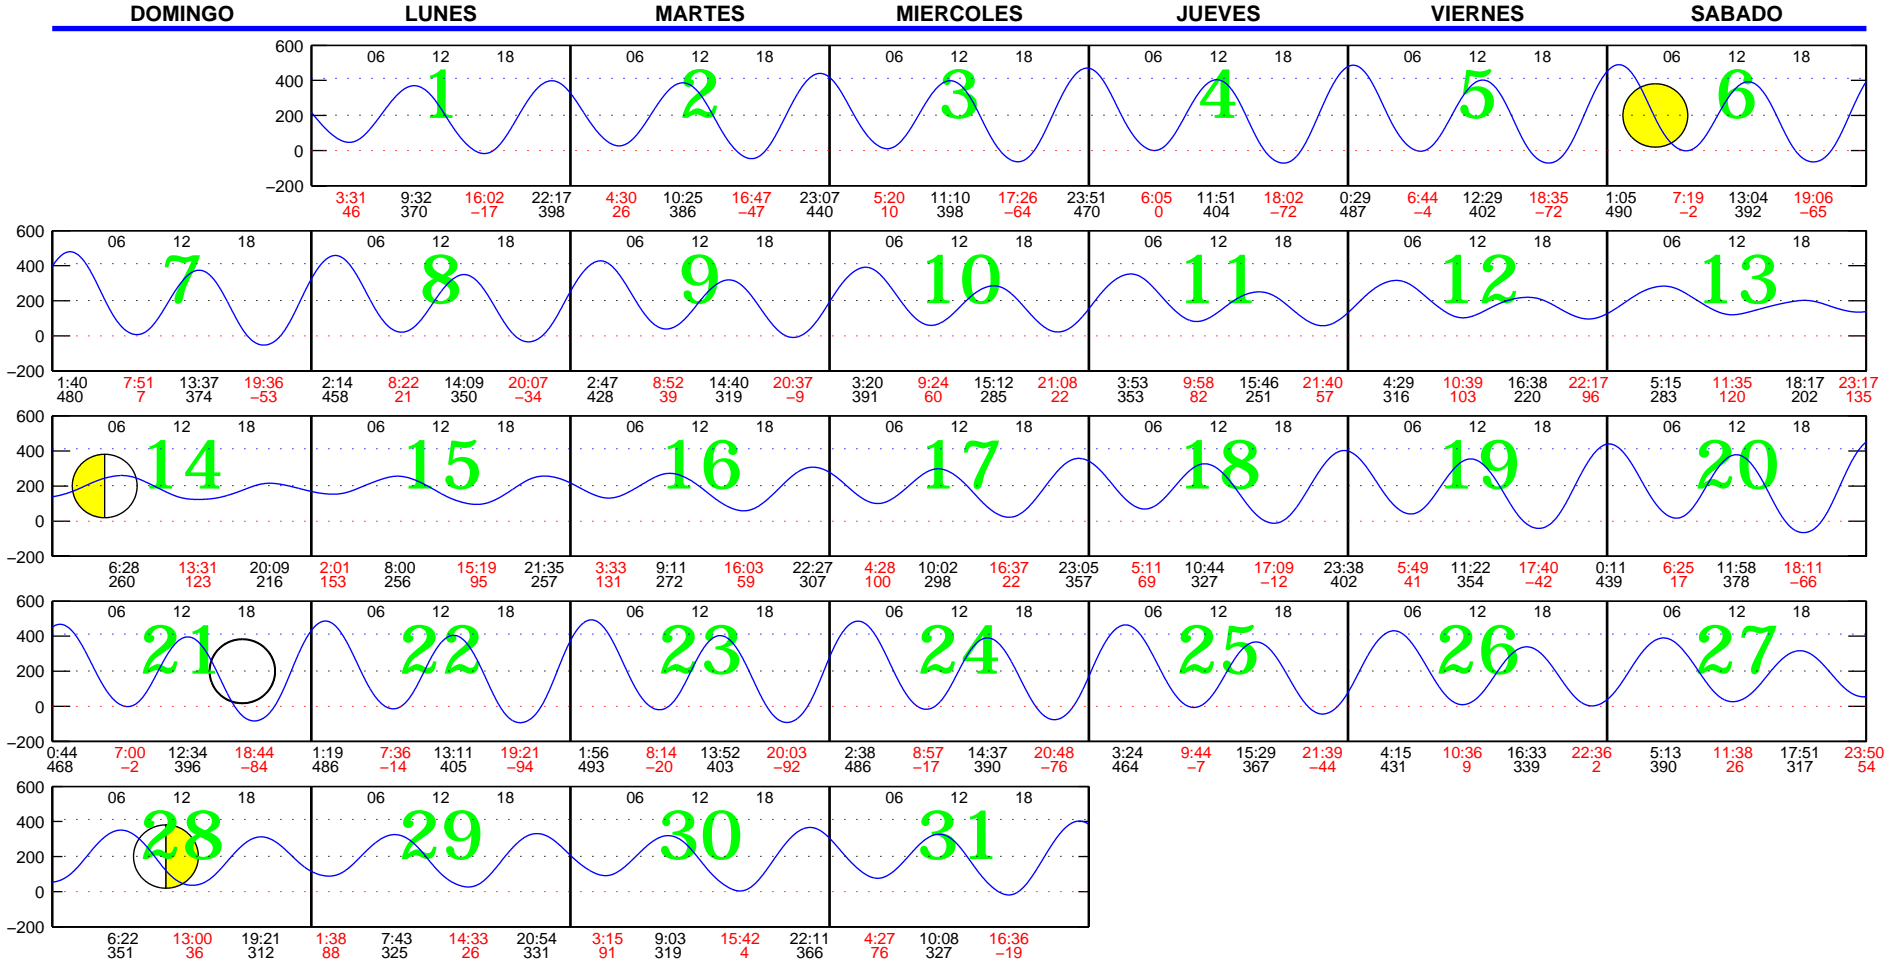 DOMINGO LUNES MARTES MIERCOLES JUEVES VIERNES SABADO
600 06 12 18 06 12 18 06 12 18 06 12 18 06 12 18 06 12 18
400 1 2 3 4 5 6
200
0
−200
3:31 9:32 16:02 22:17 4:30 10:25 16:47 23:07 5:20 11:10 17:26 23:51 6:05 11:51 18:02 0:29 6:44 12:29 18:35 1:05 7:19 13:04 19:06
46 370 −17 398 26 386 −47 440 10 398 −64 470 0 404 −72 487 −4 402 −72 490 −2 392 −65
600 06 12 18 06 12 18 06 12 18 06 12 18 06 12 18 06 12 18 06 12 18
400 7 8 9 10 11 12 13
200
0
−200
1:40 7:51 13:37 19:36 2:14 8:22 14:09 20:07 2:47 8:52 14:40 20:37 3:20 9:24 15:12 21:08 3:53 9:58 15:46 21:40 4:29 10:39 16:38 22:17 5:15 11:35 18:17 23:17
480 7 374 −53 458 21 350 −34 428 39 319 −9 391 60 285 22 353 82 251 57 316 103 220 96 283 120 202 135
600 06 12 18 06 12 18 06 12 18 06 12 18 06 12 18 06 12 18 06 12 18
400 14 15 16 17 18 19 20
200
0
−200
6:28 13:31 20:09 2:01 8:00 15:19 21:35 3:33 9:11 16:03 22:27 4:28 10:02 16:37 23:05 5:11 10:44 17:09 23:38 5:49 11:22 17:40 0:11 6:25 11:58 18:11
260 123 216 153 256 95 257 131 272 59 307 100 298 22 357 69 327 −12 402 41 354 −42 439 17 378 −66
600 06 12 18 06 12 18 06 12 18 06 12 18 06 12 18 06 12 18 06 12 18
400 21 22 23 24 25 26 27
200
0
−200
0:44 7:00 12:34 18:44 1:19 7:36 13:11 19:21 1:56 8:14 13:52 20:03 2:38 8:57 14:37 20:48 3:24 9:44 15:29 21:39 4:15 10:36 16:33 22:36 5:13 11:38 17:51 23:50
468 −2 396 −84 486 −14 405 −94 493 −20 403 −92 486 −17 390 −76 464 −7 367 −44 431 9 339 2 390 26 317 54
600 06 12 18 06 12 18 06 12 18 06 12 18
400 28 29 30 31
200
0
−200
6:22 13:00 19:21 1:38 7:43 14:33 20:54 3:15 9:03 15:42 22:11 4:27 10:08 16:36
351 36 312 88 325 26 331 91 319 4 366 76 327 −19